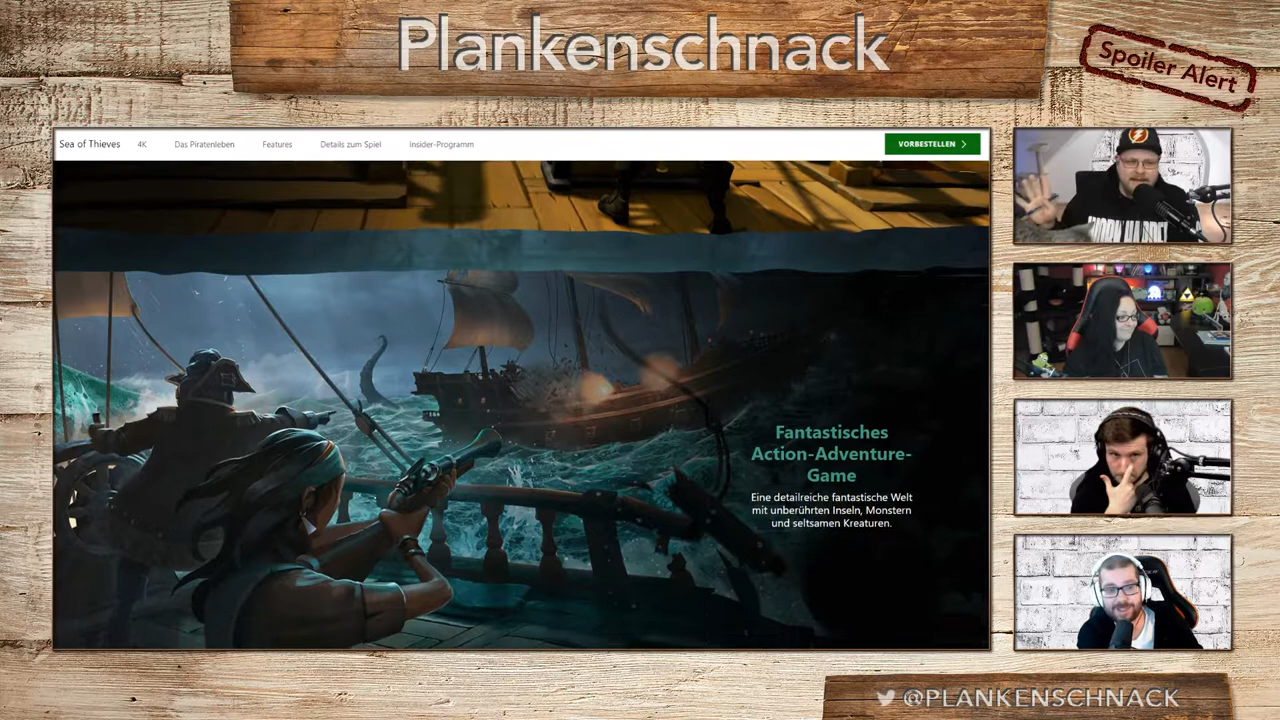 Plankenschnack
Spoiler Alert
Sea of Thieves 4K Das Piratenleben Features Details zum Spiel Insider-Programm VORBESTELLEN
Fantastisches
Action-Adventure-
Game
Eine detailreiche fantastische Welt
mit unberührten Inseln, Monstern
und seltsamen Kreaturen.
@PLANKENSCHNACK